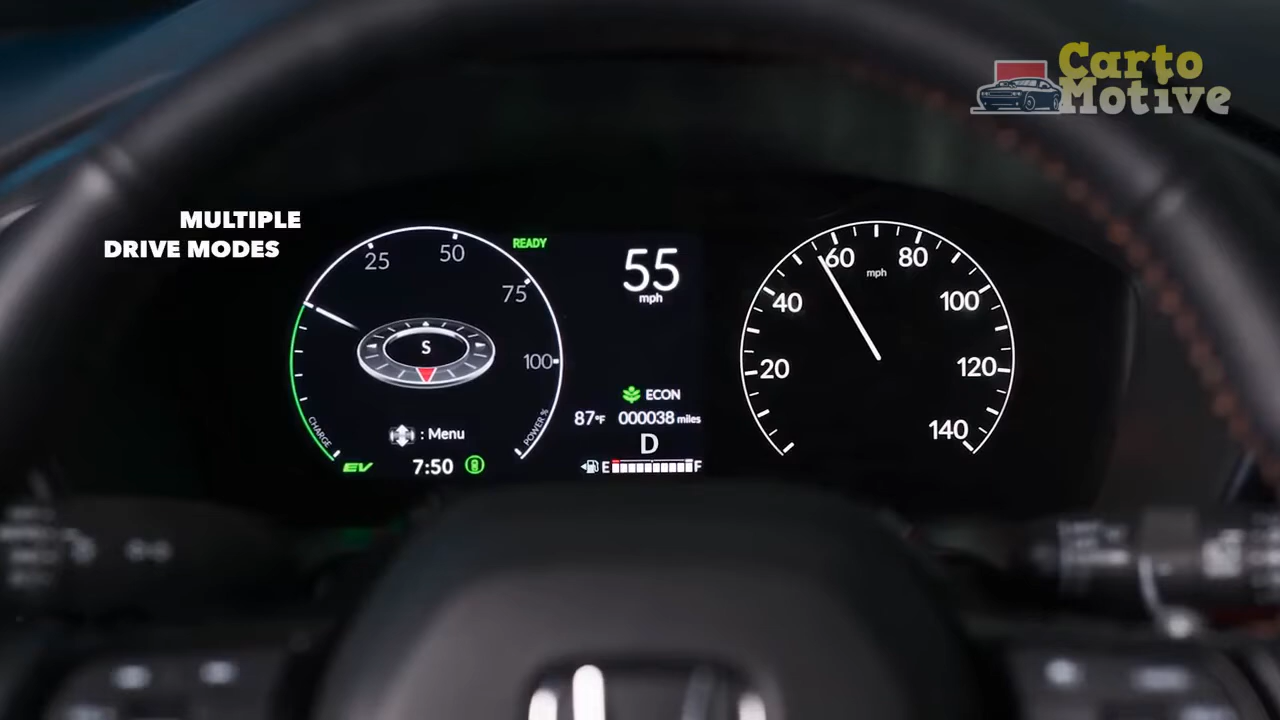 Carto
Motive
MULTIPLE
DRIVE MODES
25
50
75
100
CHARGE
POWER %
S
: Menu
EV
7:50
READY
55
mph
ECON
87°F
000038 miles
D
E
F
20
40
60
80
100
120
140
mph